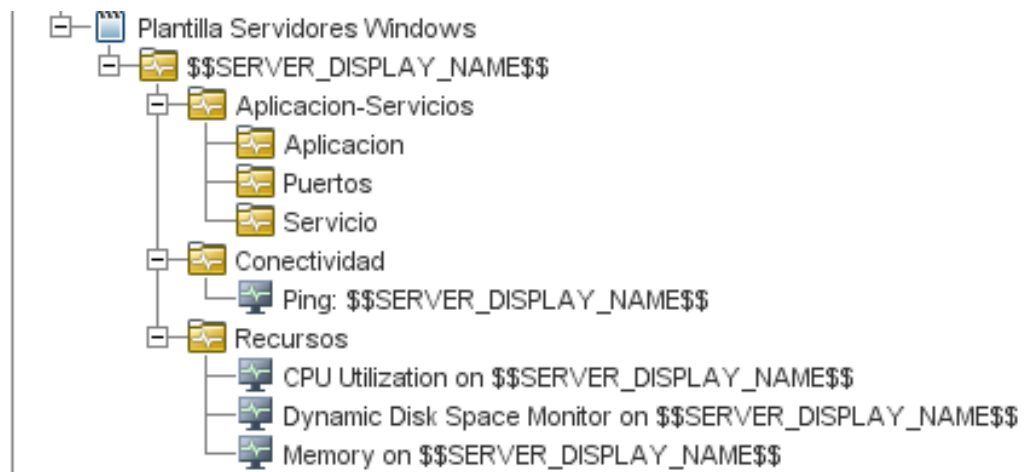 Plantilla Servidores Windows
$$SERVER_DISPLAY_NAME$$
Aplicacion-Servicios
Aplicacion
Puertos
Servicio
Conectividad
Ping: $$SERVER_DISPLAY_NAME$$
Recursos
CPU Utilization on $$SERVER_DISPLAY_NAME$$
Dynamic Disk Space Monitor on $$SERVER_DISPLAY_NAME$$
Memory on $$SERVER_DISPLAY_NAME$$